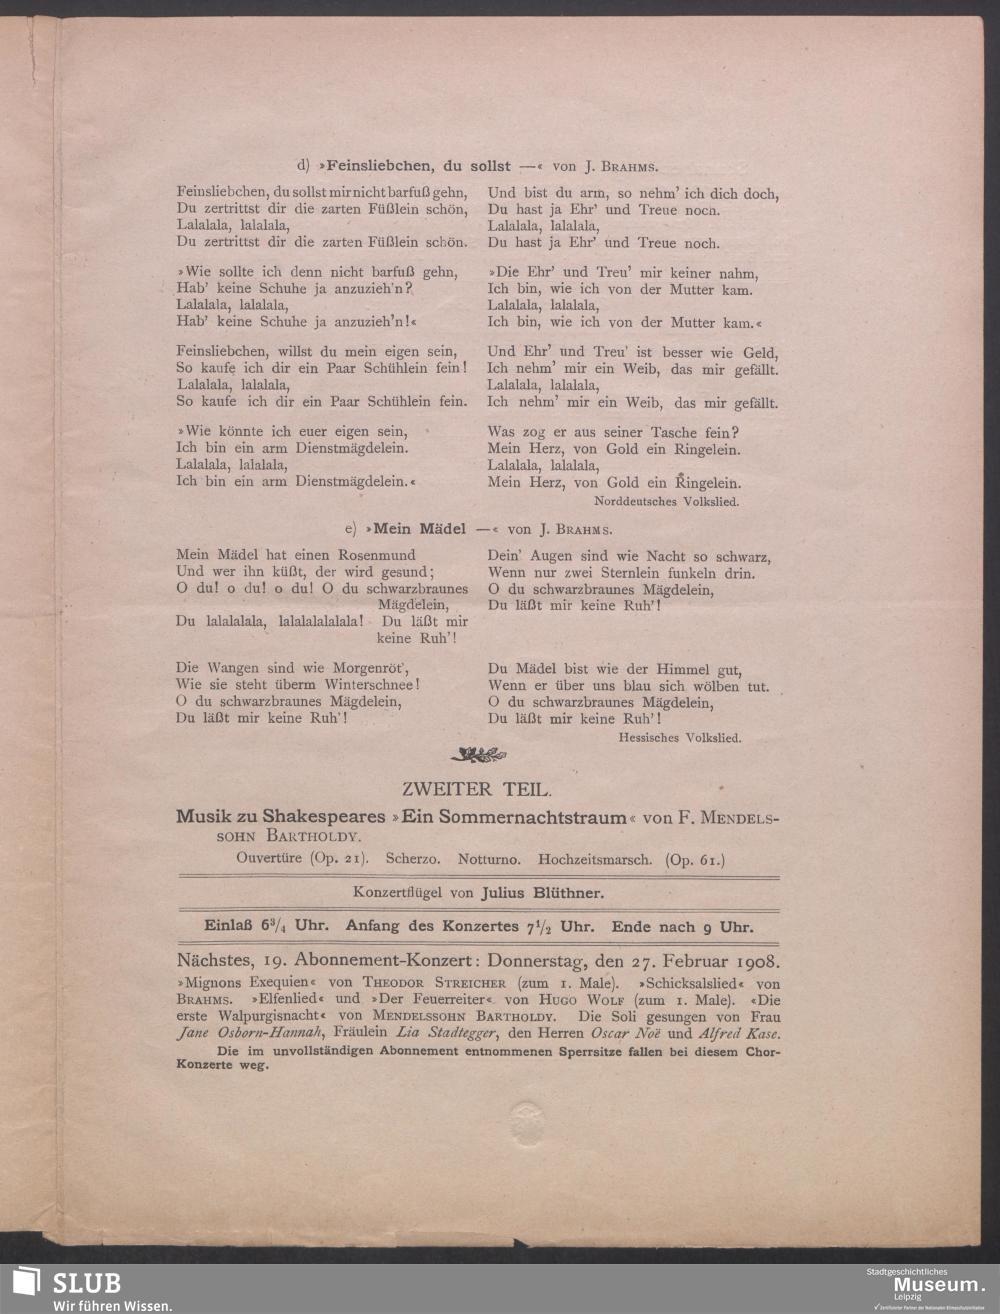 d) »Feinsliebchen, du sollst —« von J. BRAHMS.
Feinsliebchen, du sollst mir nicht barfuß gehn,
Du zertrittst dir die zarten Füßlein schön,
Lalalala, lalalala,
Du zertrittst dir die zarten Füßlein schön.
»Wie sollte ich denn nicht barfuß gehn,
Hab' keine Schuhe ja anzuzieh'n?
Lalalala, lalalala,
Hab' keine Schuhe ja anzuzieh'n!«
Feinsliebchen, willst du mein eigen sein,
So kaufe ich dir ein Paar Schühlein fein!
Lalalala, lalalala,
So kaufe ich dir ein Paar Schühlein fein.
»Wie könnte ich euer eigen sein,
Ich bin ein arm Dienstmägdelein.
Lalalala, lalalala,
Ich bin ein arm Dienstmägdelein.«
Und bist du arm, so nehm' ich dich doch,
Du hast ja Ehr' und Treue noch.
Lalalala, lalalala,
Du hast ja Ehr' und Treue noch.
»Die Ehr' und Treu' mir keiner nahm,
Ich bin, wie ich von der Mutter kam.
Lalalala, lalalala,
Ich bin, wie ich von der Mutter kam.«
Und Ehr' und Treu' ist besser wie Geld,
Ich nehm' mir ein Weib, das mir gefällt.
Lalalala, lalalala,
Ich nehm' mir ein Weib, das mir gefällt.
Was zog er aus seiner Tasche fein?
Mein Herz, von Gold ein Ringelein.
Lalalala, lalalala,
Mein Herz, von Gold ein Ringelein.
Norddeutsches Volkslied.
e) »Mein Mädel —« von J. BRAHMS.
Mein Mädel hat einen Rosenmund
Und wer ihn küßt, der wird gesund;
O du! o du! o du! O du schwarzbraunes
Mägdelein,
Du lalalalala, lalalalalalala! Du läßt mir
keine Ruh'!
Die Wangen sind wie Morgenröt',
Wie sie steht überm Winterschnee!
O du schwarzbraunes Mägdelein,
Du läßt mir keine Ruh'!
Dein' Augen sind wie Nacht so schwarz,
Wenn nur zwei Sternlein funkeln drin.
O du schwarzbraunes Mägdelein,
Du läßt mir keine Ruh'!
Du Mädel bist wie der Himmel gut,
Wenn er über uns blau sich wölben tut.
O du schwarzbraunes Mägdelein,
Du läßt mir keine Ruh'!
Hessisches Volkslied.
ZWEITER TEIL.
Musik zu Shakespeares »Ein Sommernachtstraum« von F. MENDELS-
SOHN BARTHOLDY.
Ouvertüre (Op. 21). Scherzo. Notturno. Hochzeitsmarsch. (Op. 61.)
Konzertflügel von Julius Blüthner.
Einlaß 6¾ Uhr. Anfang des Konzertes 7½ Uhr. Ende nach 9 Uhr.
Nächstes, 19. Abonnement-Konzert: Donnerstag, den 27. Februar 1908.
»Mignons Exequien« von THEODOR STREICHER (zum 1. Male). »Schicksalslied« von
BRAHMS. »Elfenlied« und »Der Feuerreiter« von HUGO WOLF (zum 1. Male). «Die
erste Walpurgisnacht« von MENDELSSOHN BARTHOLDY. Die Soli gesungen von Frau
Jane Osborn-Hannah, Fräulein Lia Stadtegger, den Herren Oscar Noë und Alfred Kase.
Die im unvollständigen Abonnement entnommenen Sperrsitze fallen bei diesem Chor-
Konzerte weg.
SLUB
Wir führen Wissen.
Stadtgeschichtliches
Museum.
Leipzig
Zertifizierter Partner der Nationalen Klimaschutzinitiative